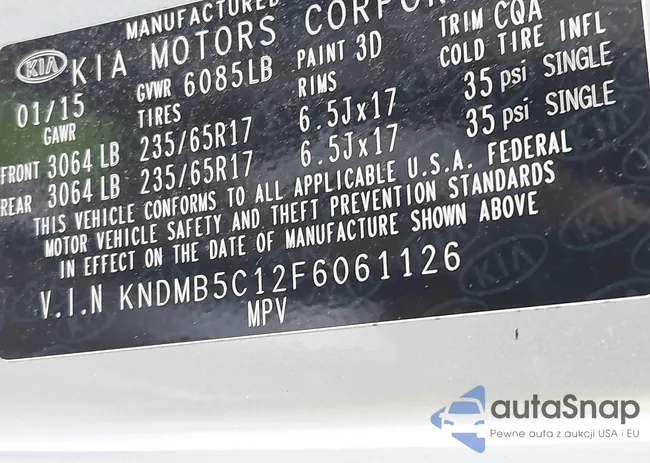 MANUFACTURED
KIA KIA MOTORS CORPOR
01/15 GVWR 6085LB PAINT 3D TRIM CQA
GAWR TIRES RIMS COLD TIRE INFL
FRONT 3064 LB 235/65R17 6.5Jx17 35 psi SINGLE
REAR 3064 LB 235/65R17 6.5Jx17 35 psi SINGLE
THIS VEHICLE CONFORMS TO ALL APPLICABLE U.S.A. FEDERAL
MOTOR VEHICLE SAFETY AND THEFT PREVENTION STANDARDS
IN EFFECT ON THE DATE OF MANUFACTURE SHOWN ABOVE
V.I.N KNDMB5C12F6061126
MPV
autaSnap
Pewne auta z aukcji USA i EU